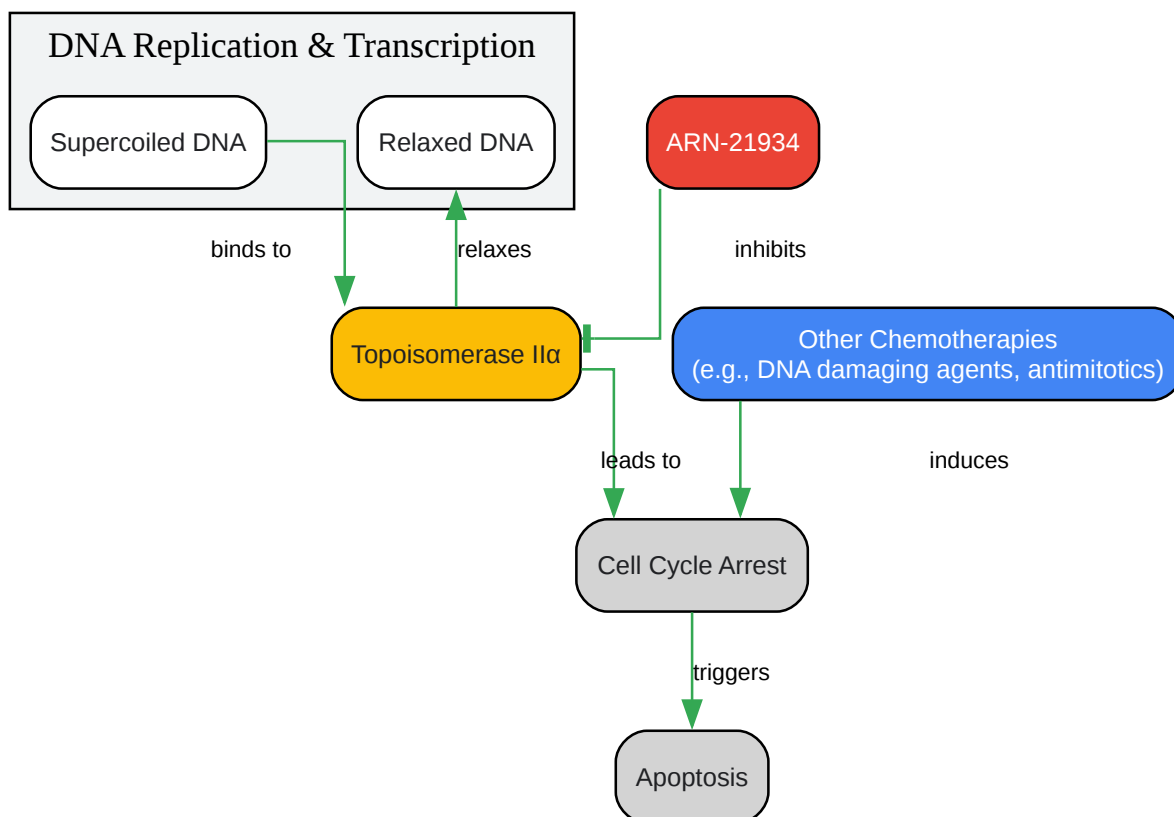 DNA Replication & Transcription
Supercoiled DNA
Relaxed DNA
ARN-21934
binds to
relaxes
inhibits
Topoisomerase IIα
Other Chemotherapies
(e.g., DNA damaging agents, antimitotics)
leads to
induces
Cell Cycle Arrest
triggers
Apoptosis